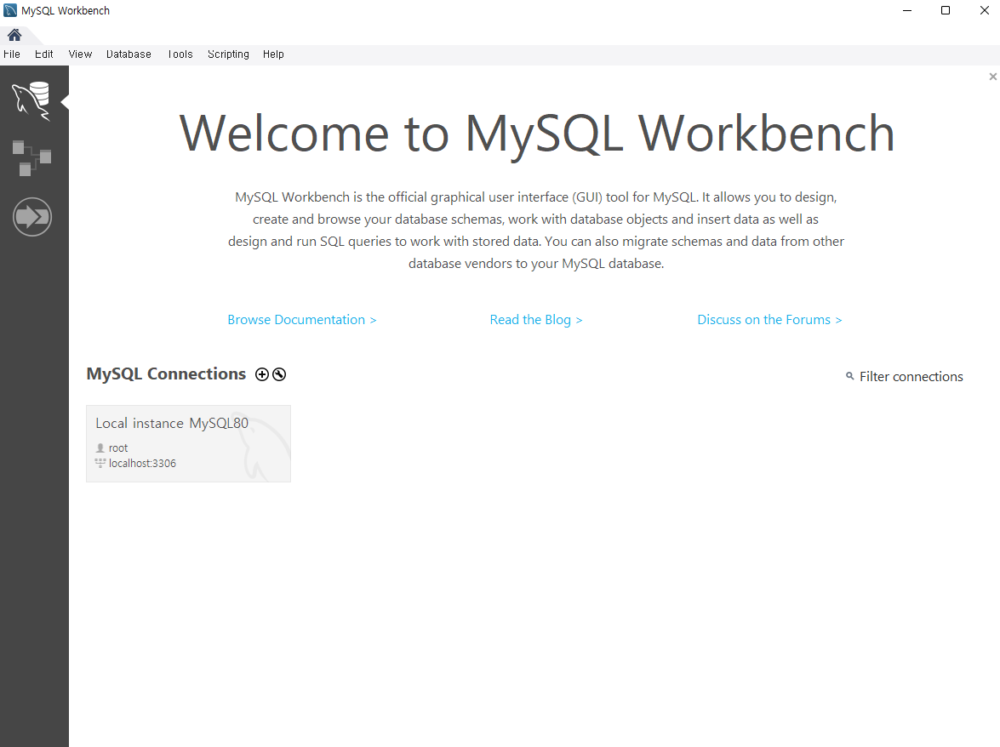 MySQL Workbench
File Edit View Database Tools Scripting Help
Welcome to MySQL Workbench
MySQL Workbench is the official graphical user interface (GUI) tool for MySQL. It allows you to design,
create and browse your database schemas, work with database objects and insert data as well as
design and run SQL queries to work with stored data. You can also migrate schemas and data from other
database vendors to your MySQL database.
Browse Documentation > Read the Blog > Discuss on the Forums >
MySQL Connections Filter connections
Local instance MySQL80
root
localhost:3306